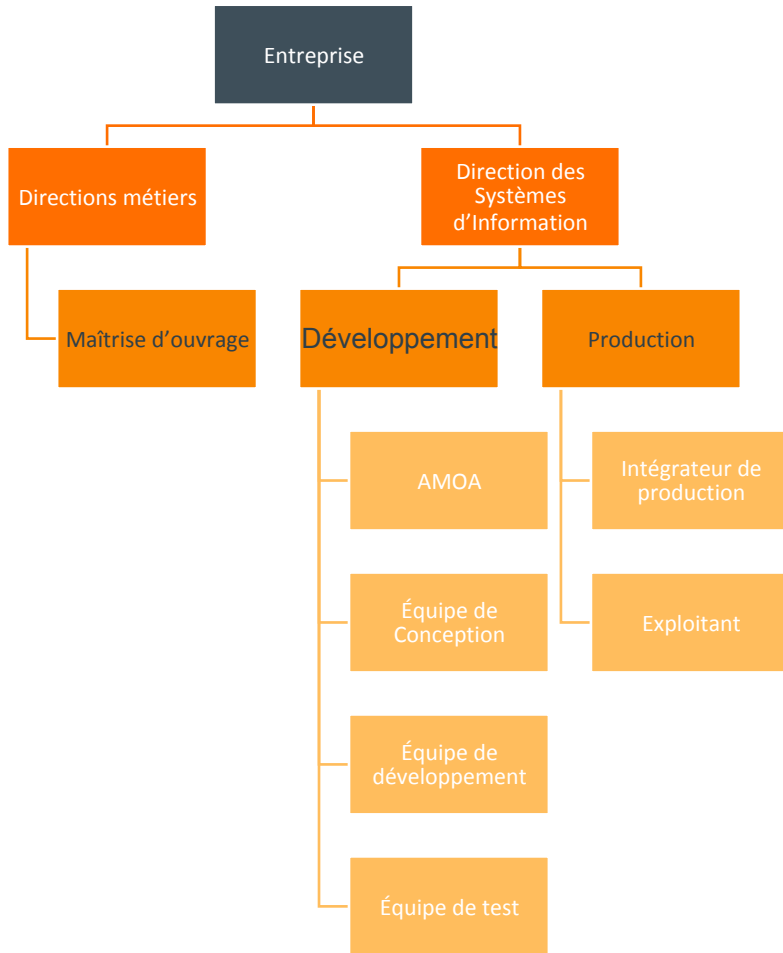 Entreprise
Directions métiers
Direction des
Systèmes
d’Information
Maîtrise d’ouvrage
Développement
Production
AMOA
Intégrateur de
production
Équipe de
Conception
Exploitant
Équipe de
développement
Équipe de test